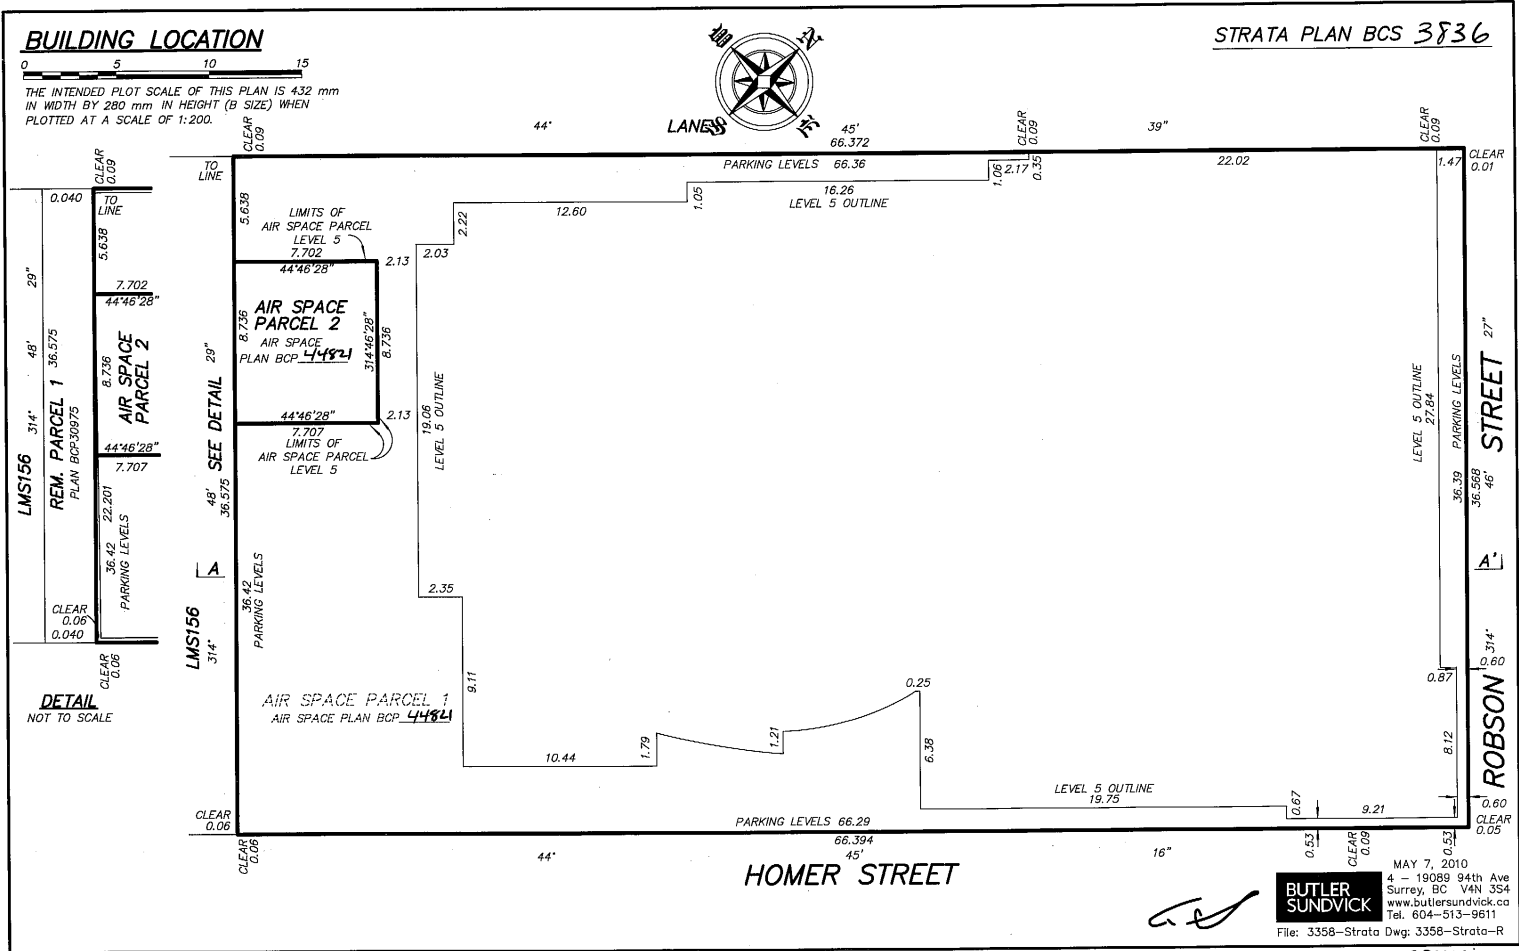 BUILDING LOCATION
0 5 10 15
THE INTENDED PLOT SCALE OF THIS PLAN IS 432 mm
IN WIDTH BY 280 mm IN HEIGHT (B SIZE) WHEN
PLOTTED AT A SCALE OF 1:200.
STRATA PLAN BCS 3836
W N
S E
LANE
44° 45' 39"
66.372
CLEAR
0.09
CLEAR
0.09
CLEAR
0.09
CLEAR
0.01
TO
LINE
PARKING LEVELS 66.36
22.02
1.47
0.35
2.17
1.06
16.26
LEVEL 5 OUTLINE
1.05
12.60
2.22
2.03
5.638
LIMITS OF
AIR SPACE PARCEL
LEVEL 5
7.702
44°46'28"
2.13
AIR SPACE
PARCEL 2
AIR SPACE
PLAN BCP 44821
8.736
314°46'28"
8.736
44°46'28"
7.707
2.13
LIMITS OF
AIR SPACE PARCEL
LEVEL 5
19.06
LEVEL 5 OUTLINE
SEE DETAIL
29"
48'
36.575
A
LMS156
314°
36.42
PARKING LEVELS
2.35
9.11
AIR SPACE PARCEL 1
AIR SPACE PLAN BCP 44821
10.44
1.79
1.21
0.25
6.38
LEVEL 5 OUTLINE
19.75
0.67
9.21
LEVEL 5 OUTLINE
27.84
PARKING LEVELS
36.39
36.568
27"
46'
314°
A'
ROBSON STREET
0.60
0.87
8.12
0.60
CLEAR
0.05
CLEAR
0.06
CLEAR
0.06
PARKING LEVELS 66.29
66.394
44° 45' 16"
0.53
CLEAR
0.09
0.53
HOMER STREET
CLEAR
0.09
0.040
TO
LINE
5.638
7.702
44°46'28"
29"
48'
314°
LMS156
REM. PARCEL 1
PLAN BCP30975
36.575
8.736
AIR SPACE
PARCEL 2
44°46'28"
7.707
22.201
36.42
PARKING LEVELS
CLEAR
0.06
0.040
CLEAR
0.06
DETAIL
NOT TO SCALE
MAY 7, 2010
BUTLER
SUNDVICK
4 - 19089 94th Ave
Surrey, BC V4N 3S4
www.butlersundvick.ca
Tel. 604-513-9611
File: 3358-Strata Dwg: 3358-Strata-R